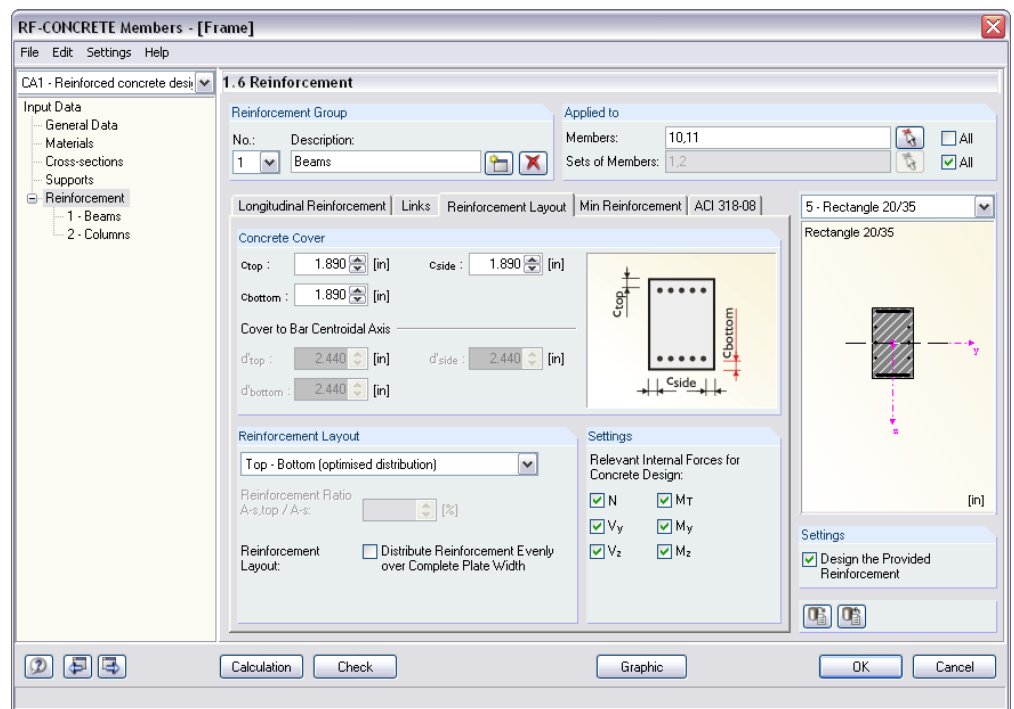 RF-CONCRETE Members - [Frame]
File Edit Settings Help
CA1 - Reinforced concrete desi
Input Data
General Data
Materials
Cross-sections
Supports
Reinforcement
1 - Beams
2 - Columns
1.6 Reinforcement
Reinforcement Group
No.: Description:
1 Beams
Applied to
Members: 10,11 All
Sets of Members: 1,2 All
Longitudinal Reinforcement Links Reinforcement Layout Min Reinforcement ACI 318-08
Concrete Cover
ctop : 1.890 [in] cside : 1.890 [in]
cbottom : 1.890 [in]
Cover to Bar Centroidal Axis
d'top : 2.440 [in] d'side : 2.440 [in]
d'bottom : 2.440 [in]
Ctop
Cbottom
Cside
Reinforcement Layout
Top - Bottom (optimised distribution)
Reinforcement Ratio
A-s,top / A-s: [%]
Reinforcement Layout:
Distribute Reinforcement Evenly
over Complete Plate Width
Settings
Relevant Internal Forces for
Concrete Design:
N MT
Vy My
Vz Mz
5 - Rectangle 20/35
Rectangle 20/35
y
z
[in]
Settings
Design the Provided
Reinforcement
Calculation Check Graphic OK Cancel